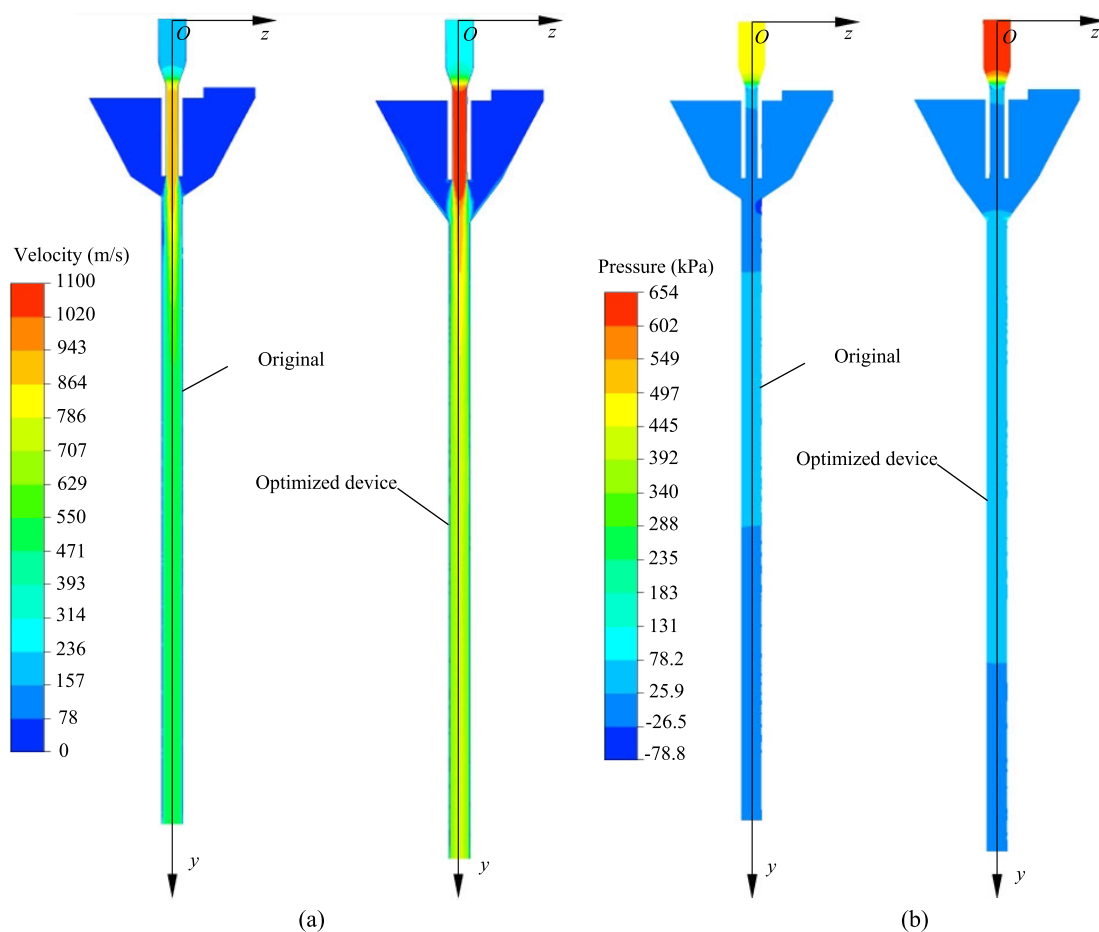 O
z
O
z
O
z
O
z
Velocity (m/s)
1100
1020
943
864
786
707
629
550
471
393
314
236
157
78
0
Original
Optimized device
y
y
(a)
Pressure (kPa)
654
602
549
497
445
392
340
288
235
183
131
78.2
25.9
-26.5
-78.8
Original
Optimized device
y
y
(b)